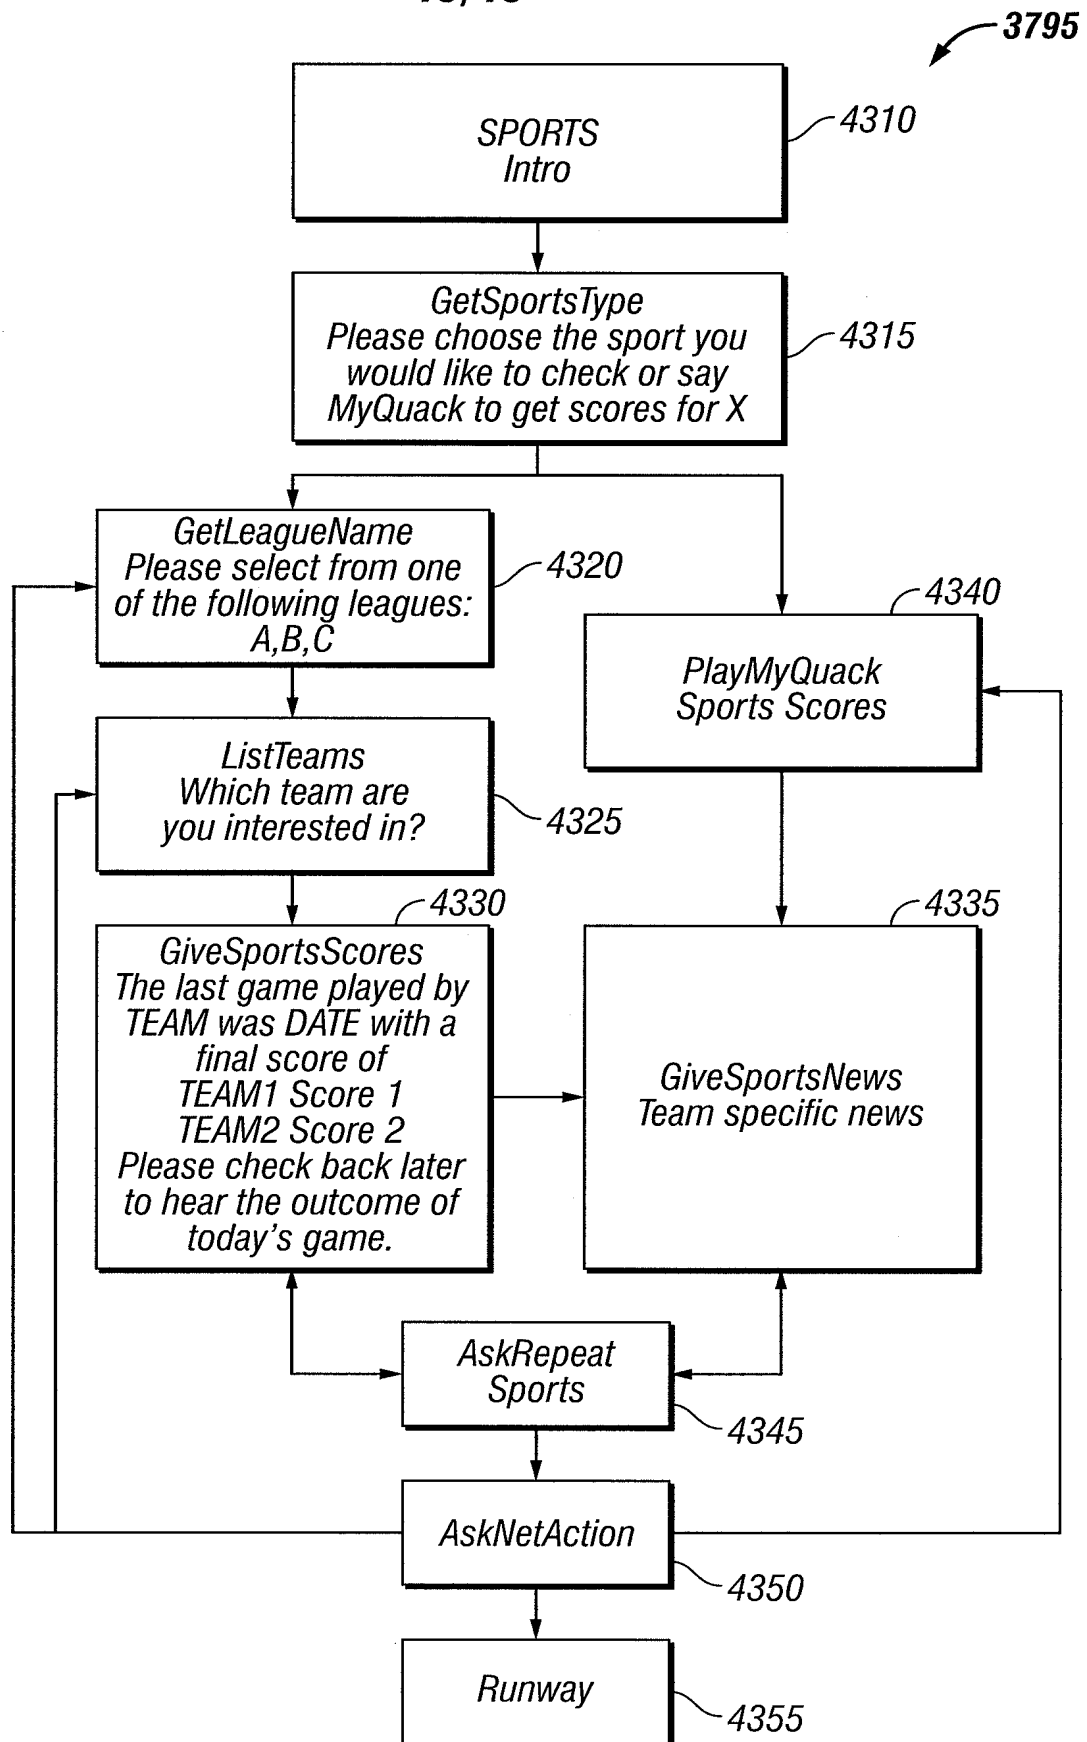 3795
SPORTS
Intro
4310
GetSportsType
Please choose the sport you
would like to check or say
MyQuack to get scores for X
4315
GetLeagueName
Please select from one
of the following leagues:
A,B,C
4320
4340
PlayMyQuack
Sports Scores
ListTeams
Which team are
you interested in?
4325
4330
GiveSportsScores
The last game played by
TEAM was DATE with a
final score of
TEAM1 Score 1
TEAM2 Score 2
Please check back later
to hear the outcome of
today's game.
4335
GiveSportsNews
Team specific news
AskRepeat
Sports
4345
AskNetAction
4350
Runway
4355